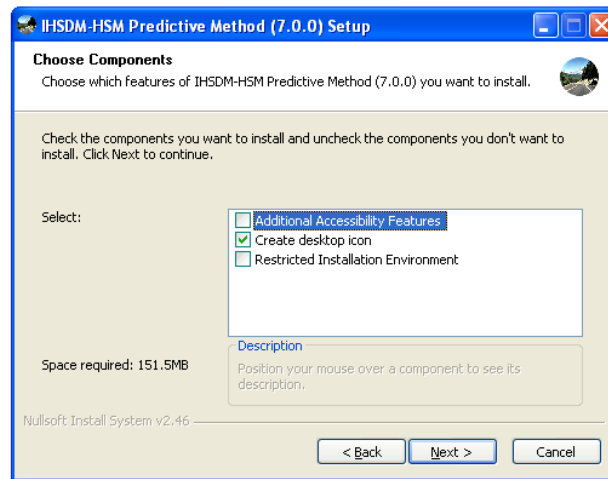 IHSDM-HSM Predictive Method (7.0.0) Setup
Choose Components
Choose which features of IHSDM-HSM Predictive Method (7.0.0) you want to install.
Check the components you want to install and uncheck the components you don't want to
install. Click Next to continue.
Select:
Additional Accessibility Features
Create desktop icon
Restricted Installation Environment
Space required: 151.5MB
Description
Position your mouse over a component to see its
description.
Nullsoft Install System v2.46
< Back
Next >
Cancel